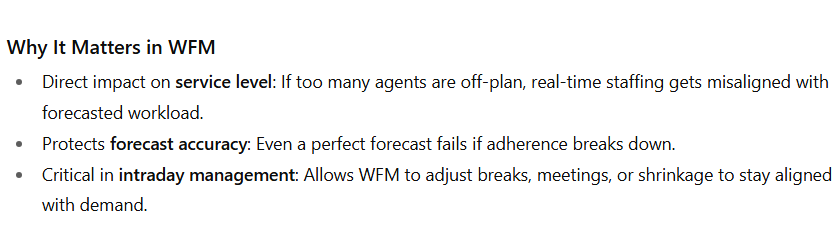 Why It Matters in WFM
• Direct impact on service level: If too many agents are off-plan, real-time staffing gets misaligned with
forecasted workload.
• Protects forecast accuracy: Even a perfect forecast fails if adherence breaks down.
• Critical in intraday management: Allows WFM to adjust breaks, meetings, or shrinkage to stay aligned
with demand.